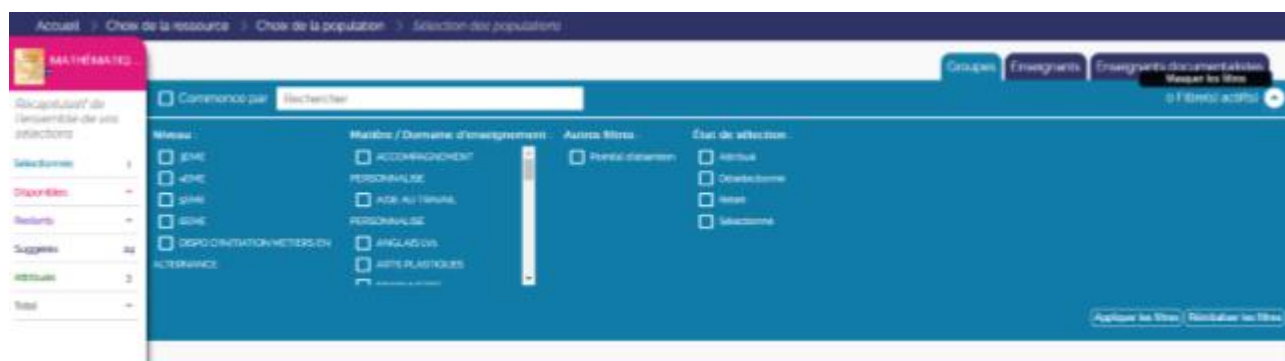 Accueil > Choix de la ressource > Choix de la population > Sélection des populations
MATHÉMATIQ...
Groupes Enseignants Enseignants documentalistes
Masquer les filtres
0 Filtre(s) actif(s)
Récapitulatif de l'ensemble de vos sélections
Commence par Rechercher
Niveau
3EME
4EME
5EME
6EME
DISPO D'INITIATION METIERS EN ALTERNANCE
Matière / Domaine d'enseignement
ACCOMPAGNEMENT PERSONNALISE
AIDE AU TRAVAIL PERSONNALISE
ANGLAIS LV1
ARTS PLASTIQUES
Autres filtres
Point(s) d'attention
État de sélection
Attribué
Désélectionné
Retiré
Sélectionné
Sélectionnés
Disponibles -
Restants -
Suggérés
Attribués 3
Total -
Appliquer les filtres Réinitialiser les filtres